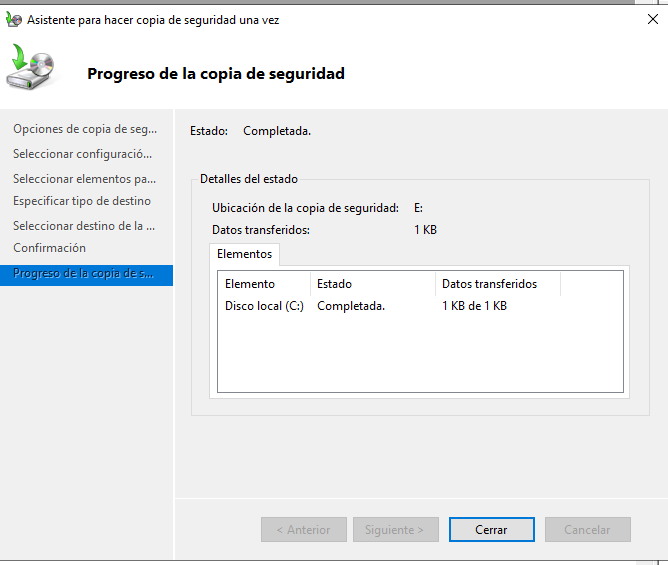 Asistente para hacer copia de seguridad una vez
Progreso de la copia de seguridad
Opciones de copia de seg...
Seleccionar configuració...
Seleccionar elementos pa...
Especificar tipo de destino
Seleccionar destino de la ...
Confirmación
Progreso de la copia de s...
Estado: Completada.
Detalles del estado
Ubicación de la copia de seguridad: E:
Datos transferidos: 1 KB
Elementos
Elemento Estado Datos transferidos
Disco local (C:) Completada. 1 KB de 1 KB
< Anterior Siguiente > Cerrar Cancelar